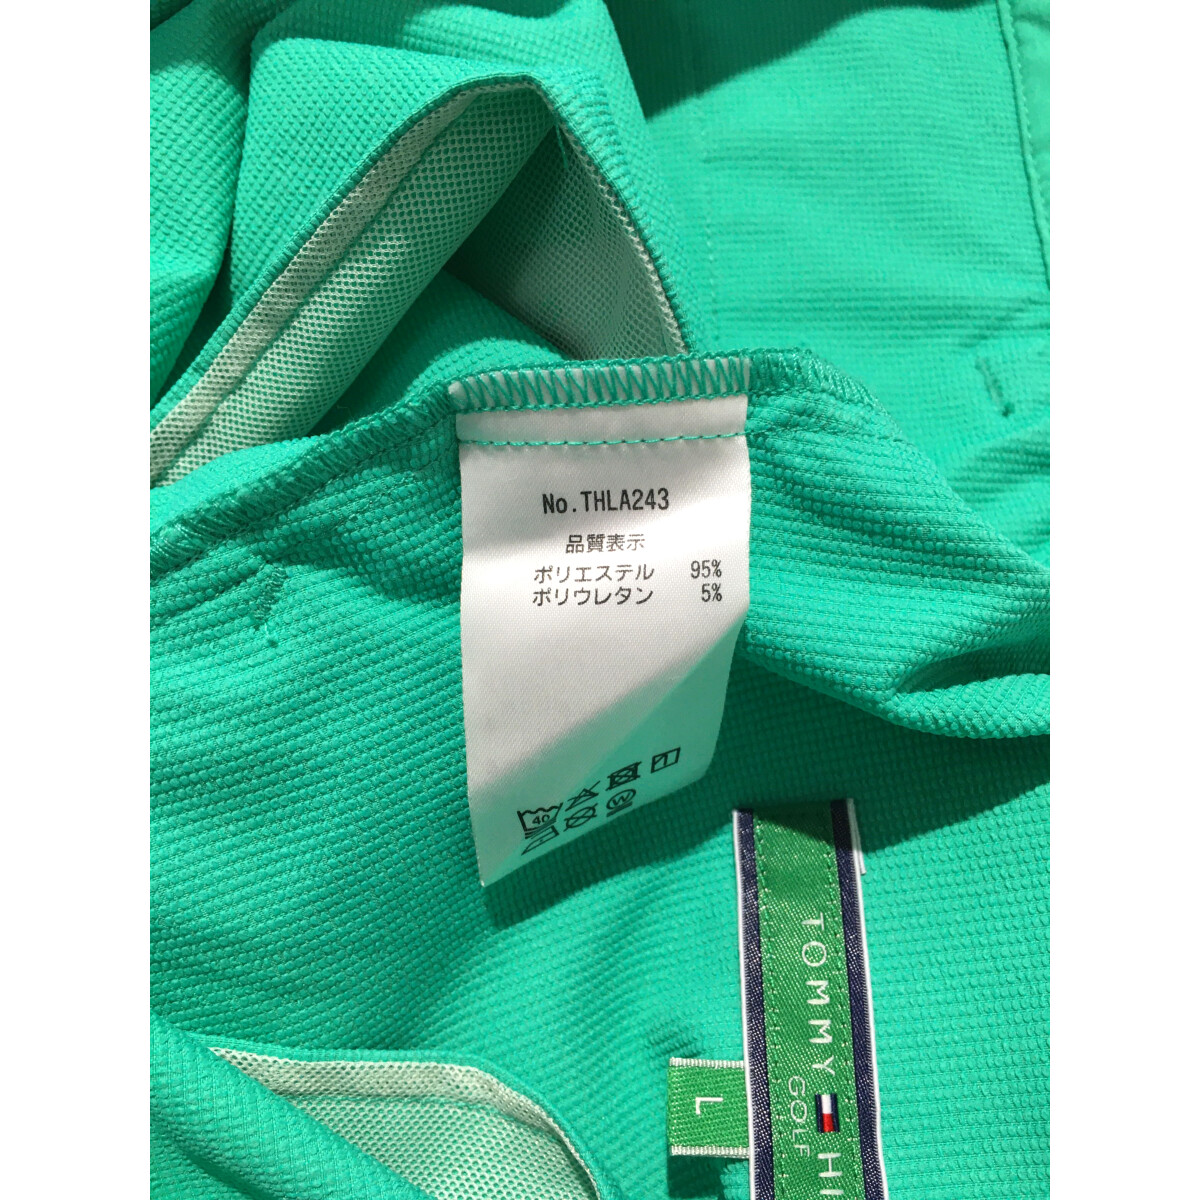 No.THLA243
品質表示
ポリエステル 95%
ポリウレタン 5%
40
W
TOMMY HI
GOLF
L